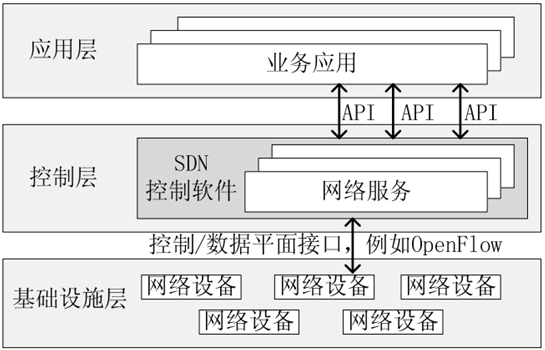 应用层
业务应用
API
API
API
控制层
SDN
控制软件
网络服务
控制/数据平面接口，例如OpenFlow
基础设施层
网络设备
网络设备
网络设备
网络设备
网络设备